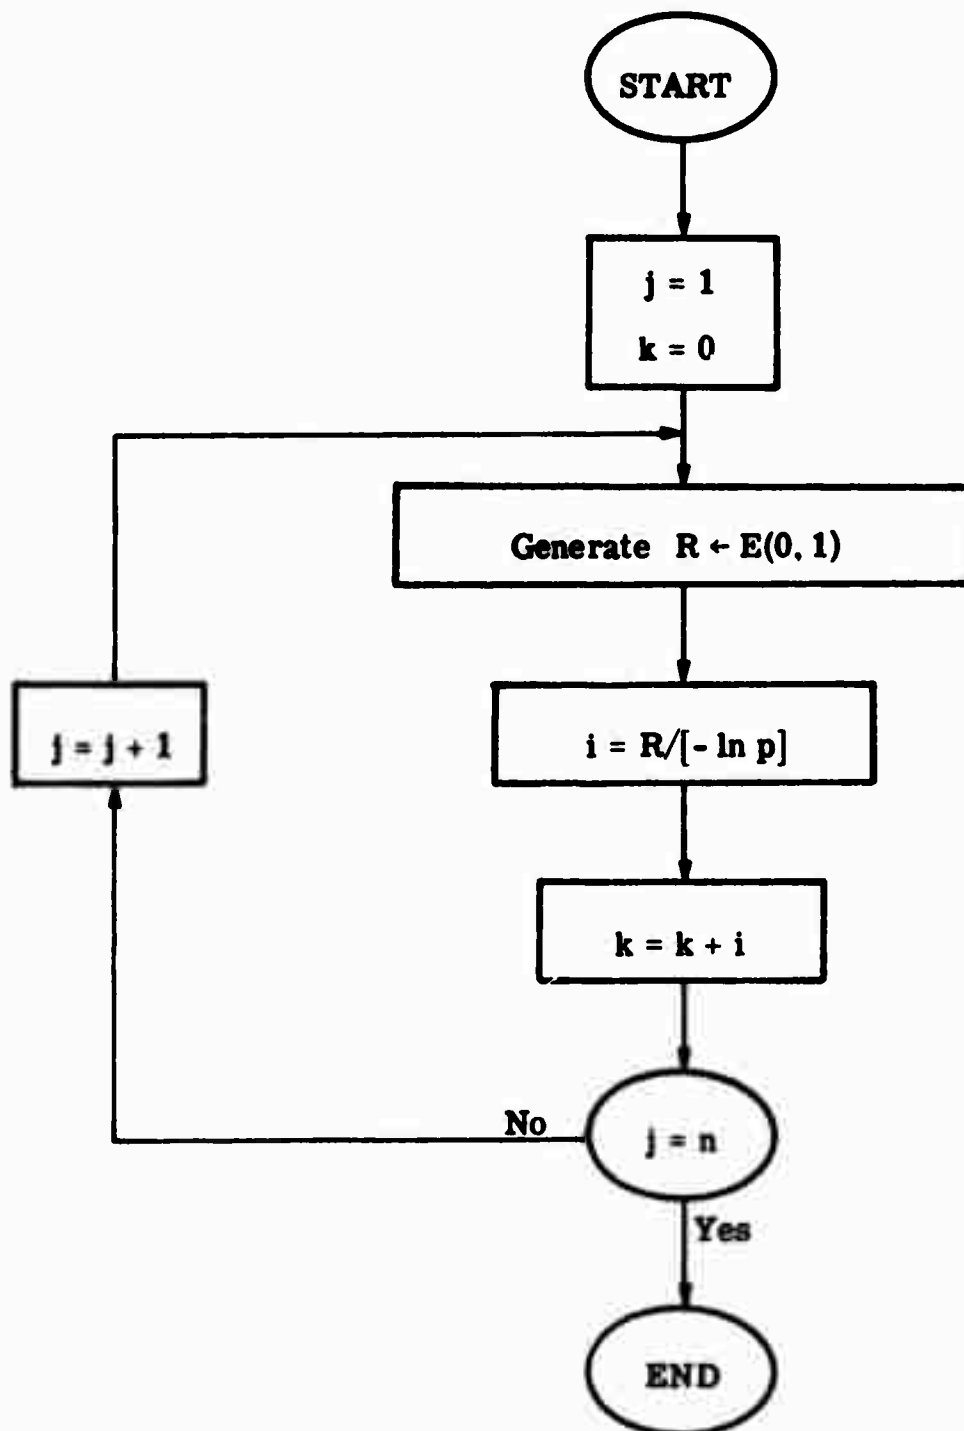 START
j = 1
k = 0
Generate R ← E(0, 1)
i = R/[- ln p]
j = j + 1
k = k + i
No
j = n
Yes
END